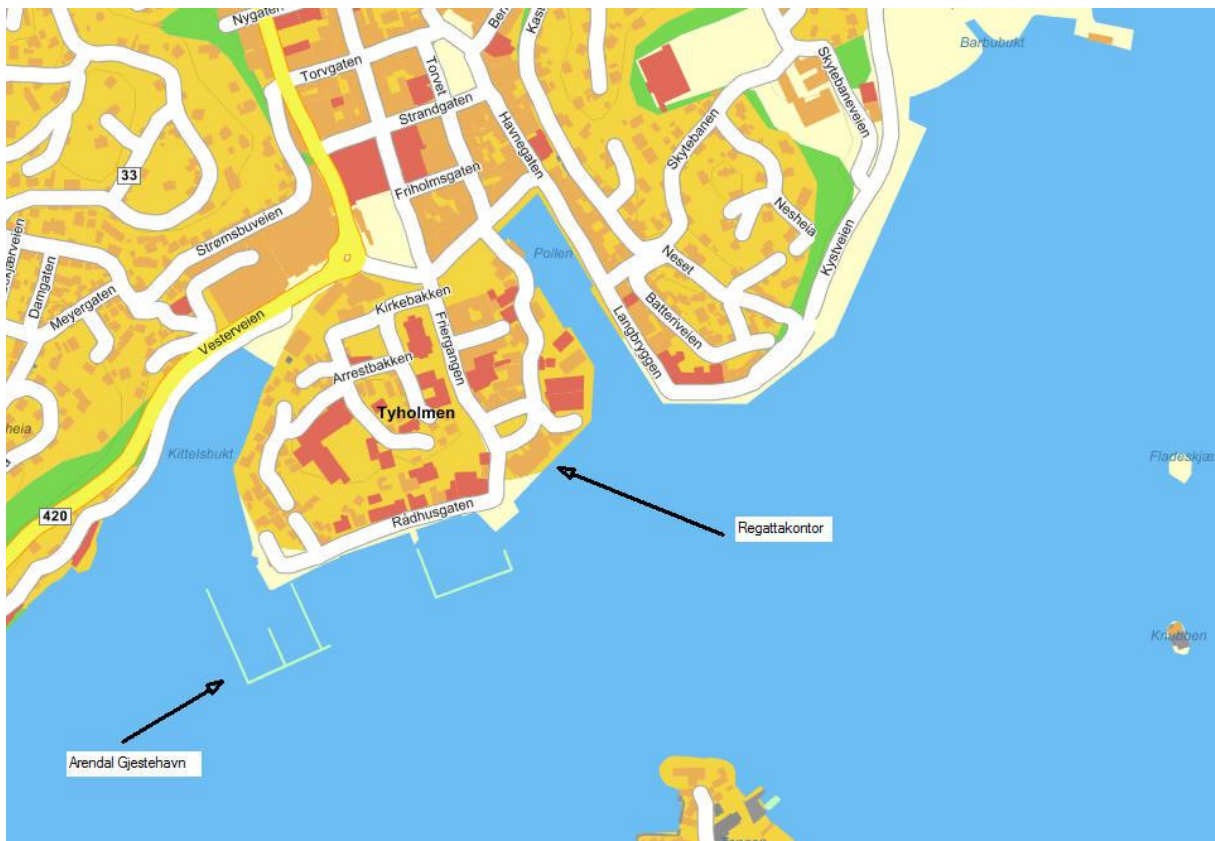 Nygaten
Barbubukt
Torvgaten
Torvet
Skytebaneveien
Strandgaten
Havnegaten
Skytebanen
33
Friholmsgaten
Nesheia
Strømsbuveien
Pollen
Neset
Kystveien
Damgaten
Meyergaten
Kirkebakken
Batteriveien
Vesterveien
Friergangen
Langbryggen
Arrestbakken
Tyholmen
Kittelsbukt
420
Rådhusgaten
Regattakontor
Knubben
Arendal Gjestehavn